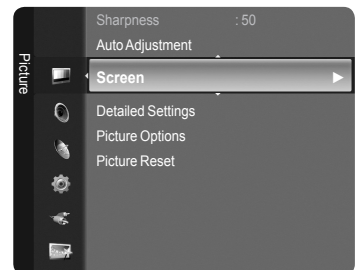 Picture
Sharpness : 50
Auto Adjustment
Screen
Detailed Settings
Picture Options
Picture Reset